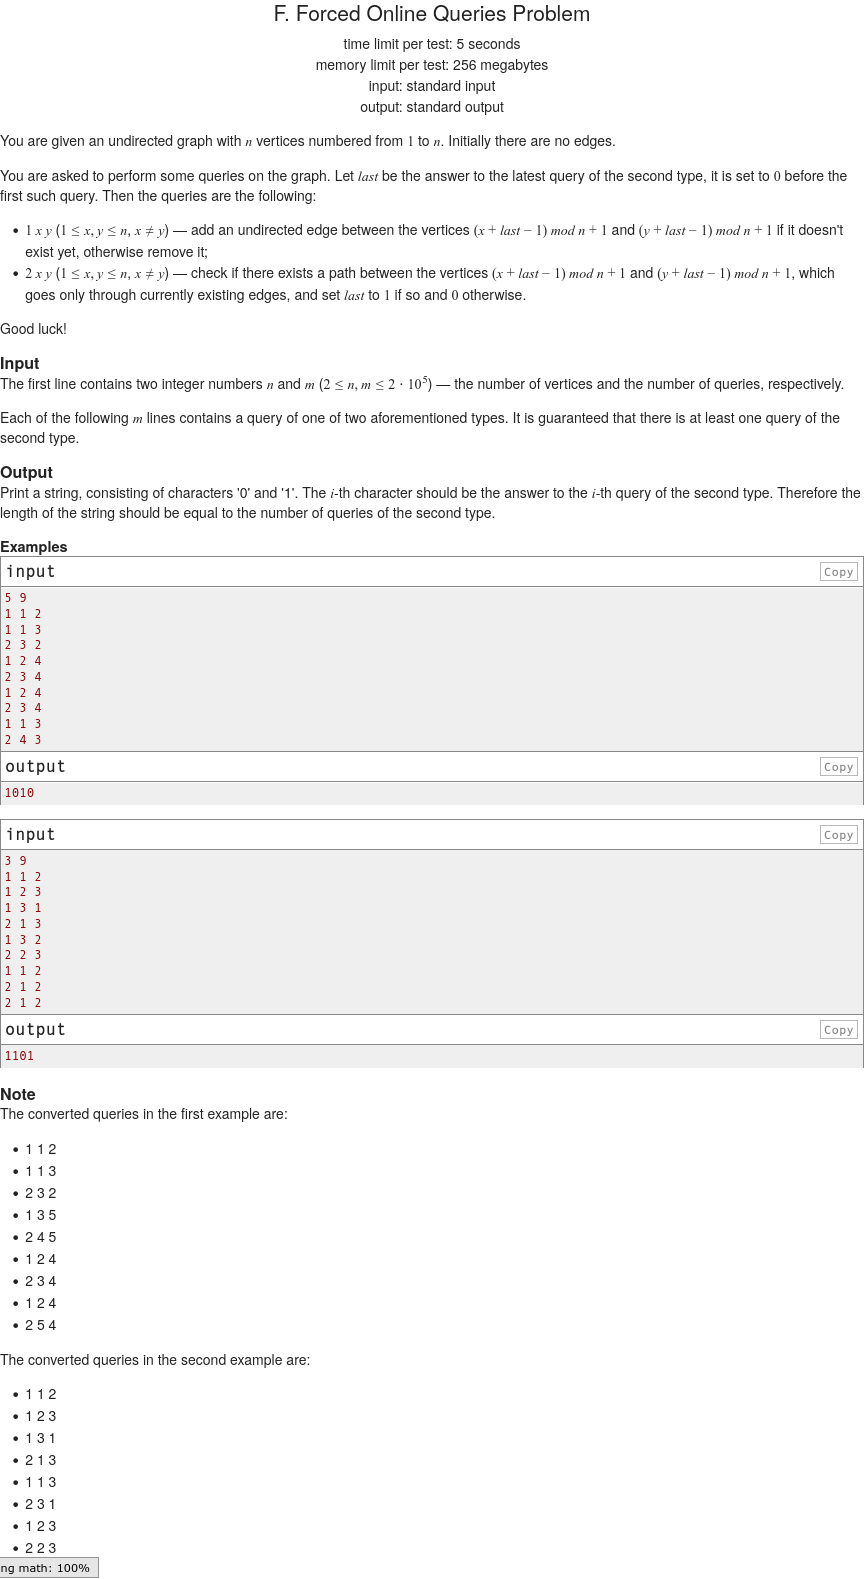 F. Forced Online Queries Problem
time limit per test: 5 seconds
memory limit per test: 256 megabytes
input: standard input
output: standard output
You are given an undirected graph with n vertices numbered from 1 to n. Initially there are no edges.
You are asked to perform some queries on the graph. Let last be the answer to the latest query of the second type, it is set to 0 before the
first such query. Then the queries are the following:
• 1 x y (1 ≤ x, y ≤ n, x ≠ y) — add an undirected edge between the vertices (x + last − 1) mod n + 1 and (y + last − 1) mod n + 1 if it doesn't
exist yet, otherwise remove it;
• 2 x y (1 ≤ x, y ≤ n, x ≠ y) — check if there exists a path between the vertices (x + last − 1) mod n + 1 and (y + last − 1) mod n + 1, which
goes only through currently existing edges, and set last to 1 if so and 0 otherwise.
Good luck!
Input
The first line contains two integer numbers n and m (2 ≤ n, m ≤ 2 · 10⁵) — the number of vertices and the number of queries, respectively.
Each of the following m lines contains a query of one of two aforementioned types. It is guaranteed that there is at least one query of the
second type.
Output
Print a string, consisting of characters '0' and '1'. The i-th character should be the answer to the i-th query of the second type. Therefore the
length of the string should be equal to the number of queries of the second type.
Examples
input Copy
5 9
1 1 2
1 1 3
2 3 2
1 2 4
2 3 4
1 2 4
2 3 4
1 1 3
2 4 3
output Copy
1010
input Copy
3 9
1 1 2
1 2 3
1 3 1
2 1 3
1 3 2
2 2 3
1 1 2
2 1 2
2 1 2
output Copy
1101
Note
The converted queries in the first example are:
• 1 1 2
• 1 1 3
• 2 3 2
• 1 3 5
• 2 4 5
• 1 2 4
• 2 3 4
• 1 2 4
• 2 5 4
The converted queries in the second example are:
• 1 1 2
• 1 2 3
• 1 3 1
• 2 1 3
• 1 1 3
• 2 3 1
• 1 2 3
• 2 2 3
ng math: 100%